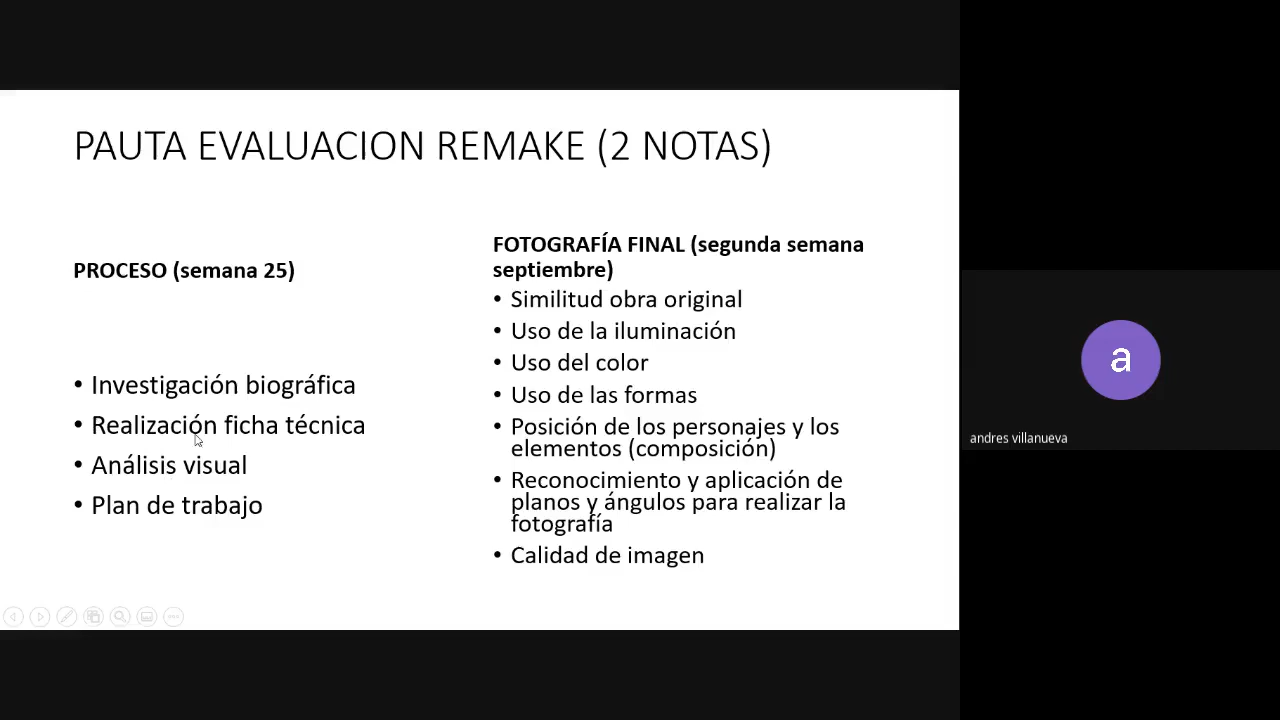 PAUTA EVALUACION REMAKE (2 NOTAS)
PROCESO (semana 25)
• Investigación biográfica
• Realización ficha técnica
• Análisis visual
• Plan de trabajo
FOTOGRAFÍA FINAL (segunda semana
septiembre)
• Similitud obra original
• Uso de la iluminación
• Uso del color
• Uso de las formas
• Posición de los personajes y los
elementos (composición)
• Reconocimiento y aplicación de
planos y ángulos para realizar la
fotografía
• Calidad de imagen
a
andres villanueva